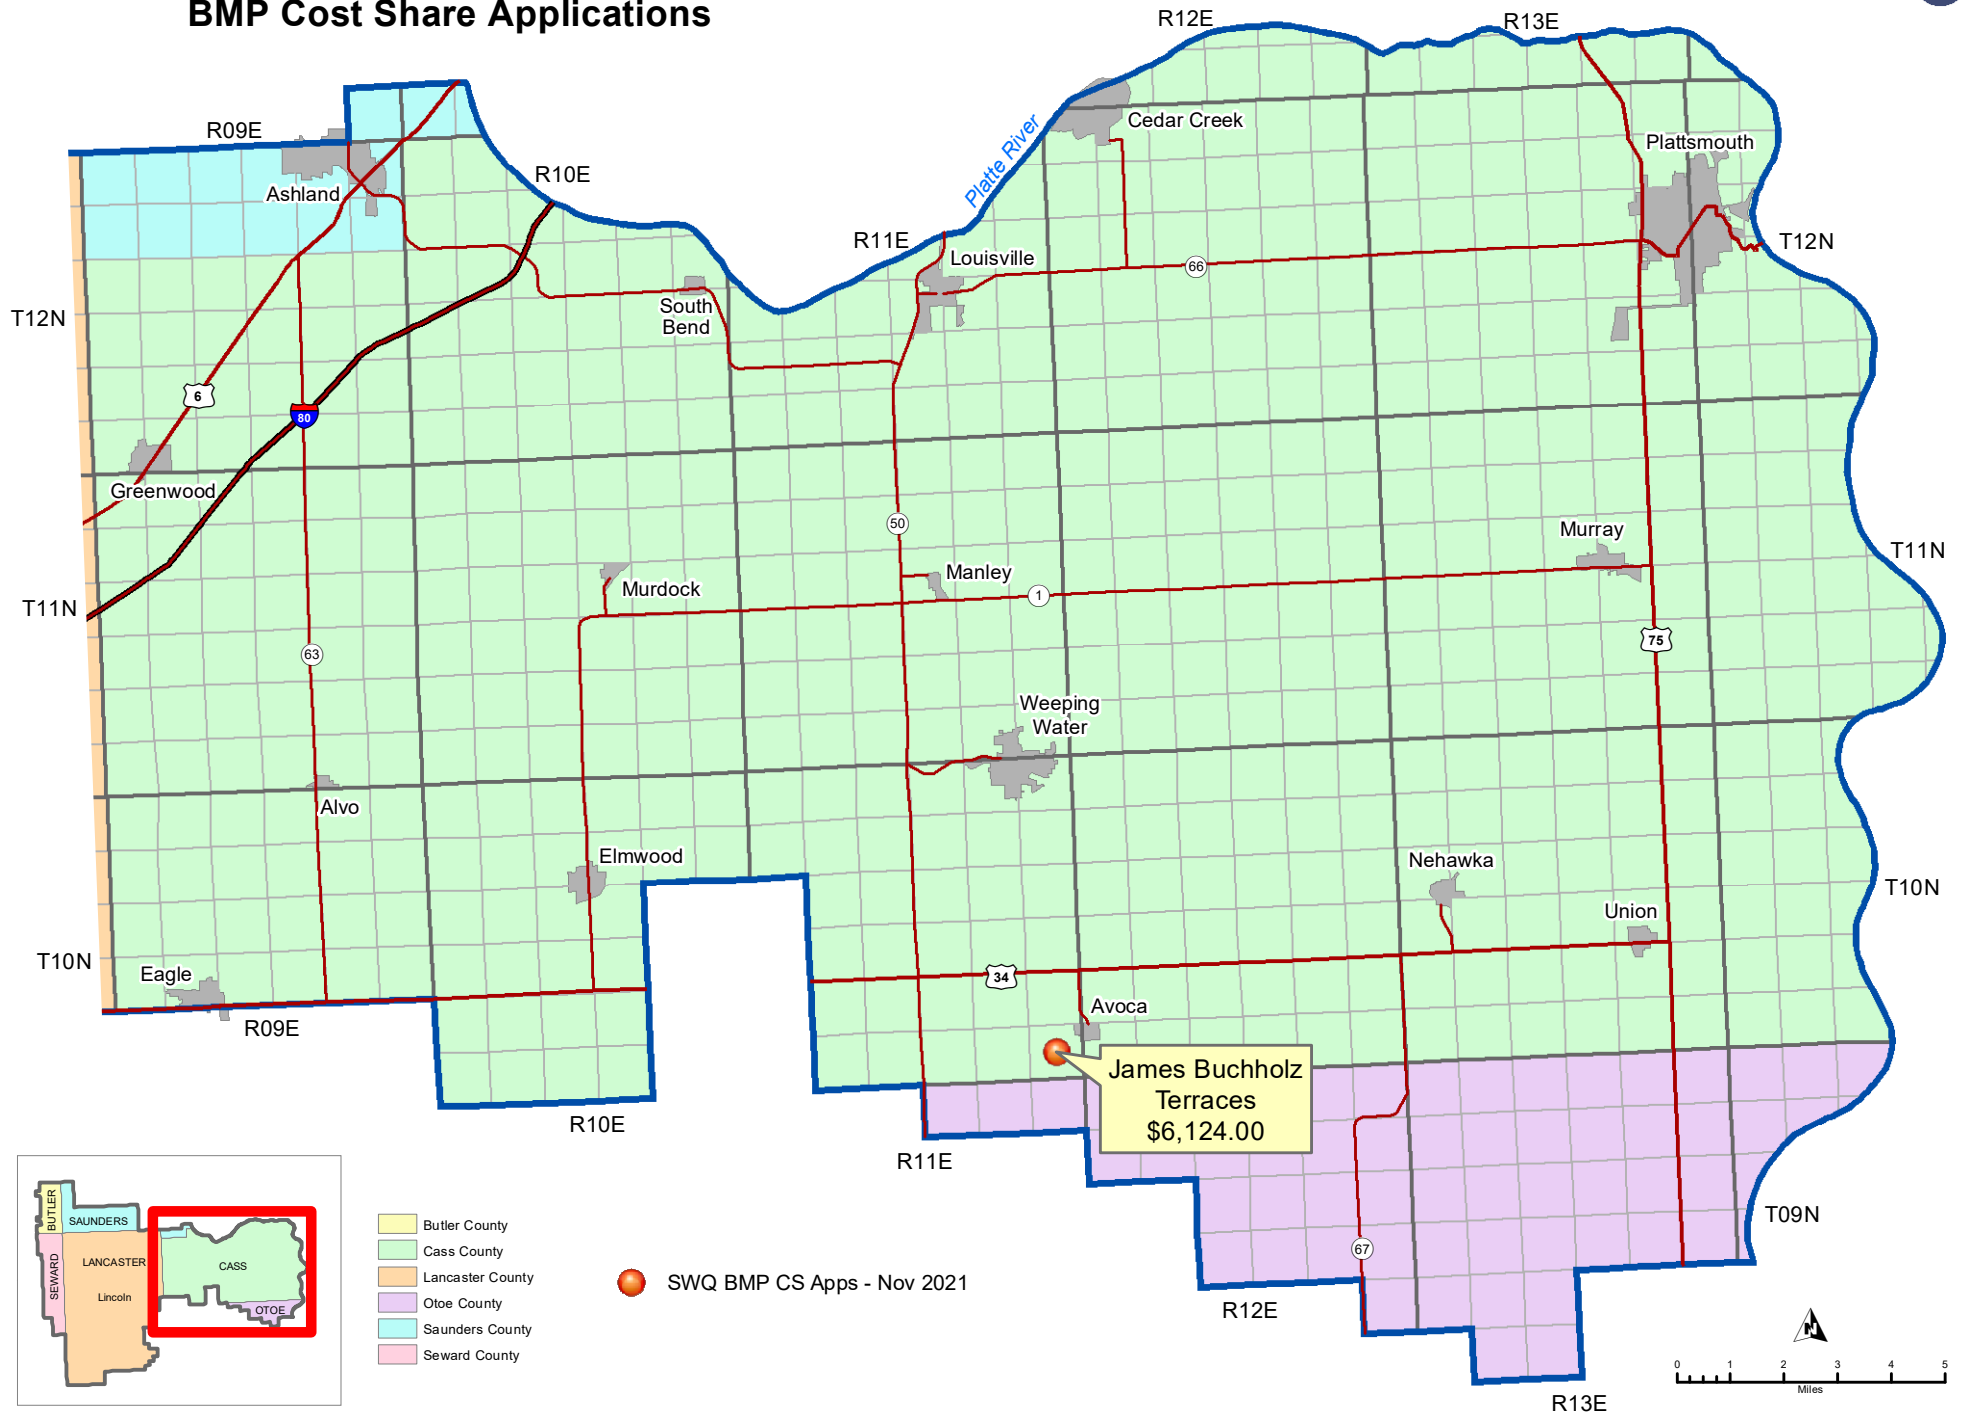 BMP Cost Share Applications
R12E
R13E
R09E
Cedar Creek
Plattsmouth
Platte River
R10E
Ashland
R11E
T12N
Louisville
66
South
Bend
T12N
6
80
Greenwood
50
Murray
T11N
Manley
Murdock
1
T11N
63
75
Weeping
Water
Alvo
Elmwood
Nehawka
T10N
Union
T10N
Eagle
34
Avoca
R09E
James Buchholz
Terraces
$6,124.00
R10E
R11E
T09N
67
R12E
R13E
BUTLER
SAUNDERS
SEWARD
LANCASTER
Lincoln
CASS
OTOE
Butler County
Cass County
Lancaster County
Otoe County
Saunders County
Seward County
SWQ BMP CS Apps - Nov 2021
N
0 1 2 3 4 5
Miles